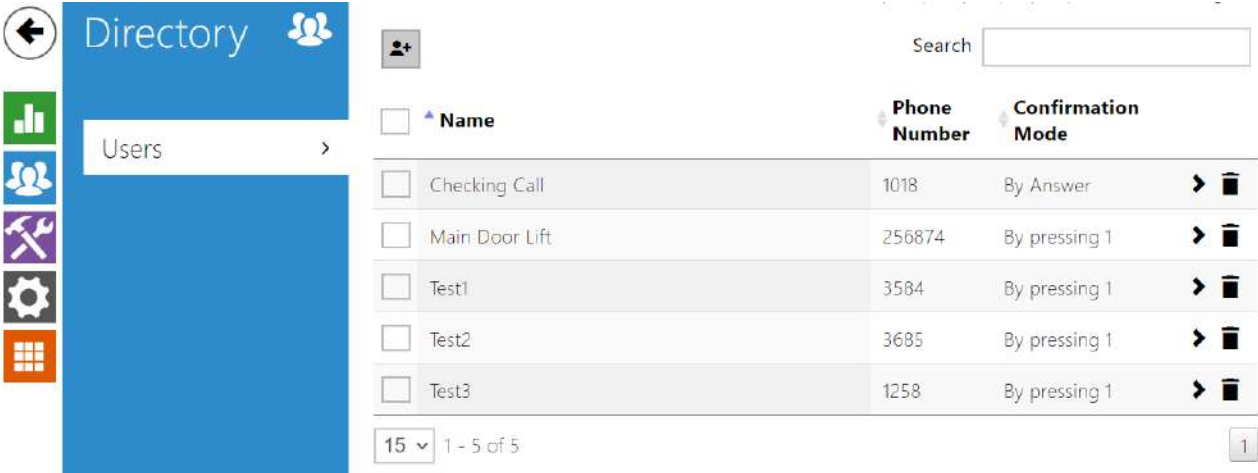 Directory
Users
Search
Name Phone Number Confirmation Mode
Checking Call 1018 By Answer
Main Door Lift 256874 By pressing 1
Test1 3584 By pressing 1
Test2 3685 By pressing 1
Test3 1258 By pressing 1
15 1 - 5 of 5 1